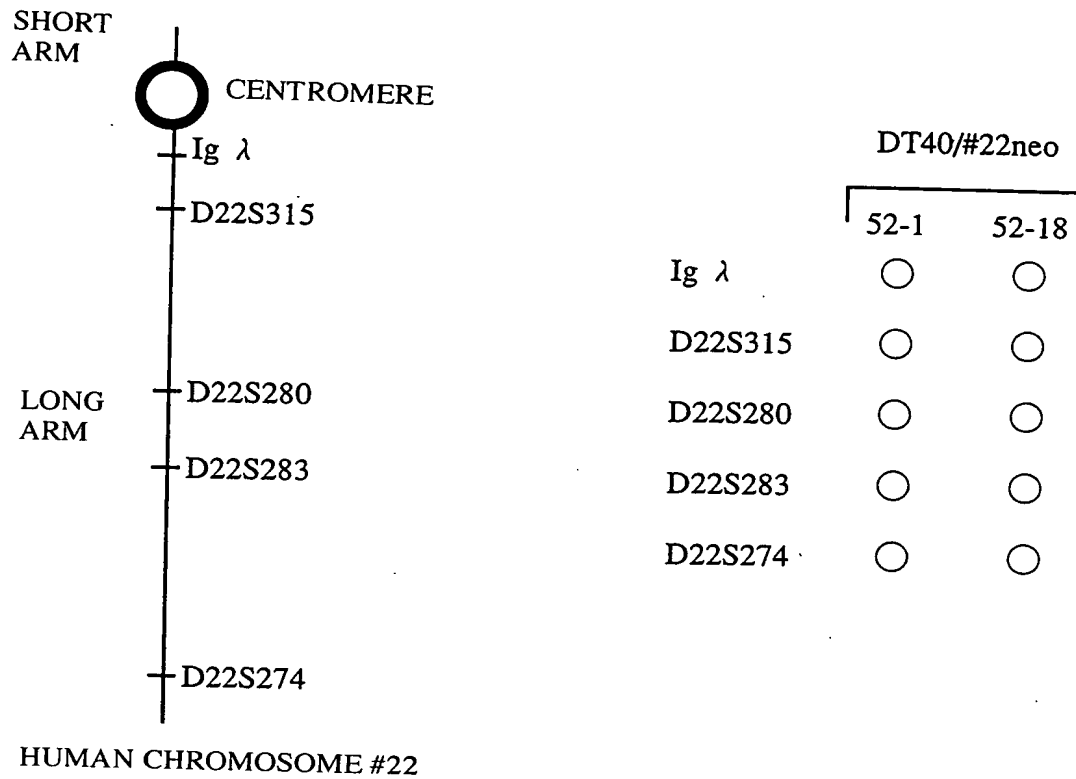 SHORT
ARM
CENTROMERE
Ig λ
D22S315
D22S280
LONG
ARM
D22S283
D22S274
HUMAN CHROMOSOME #22
DT40/#22neo
52-1 52-18
Ig λ
D22S315
D22S280
D22S283
D22S274